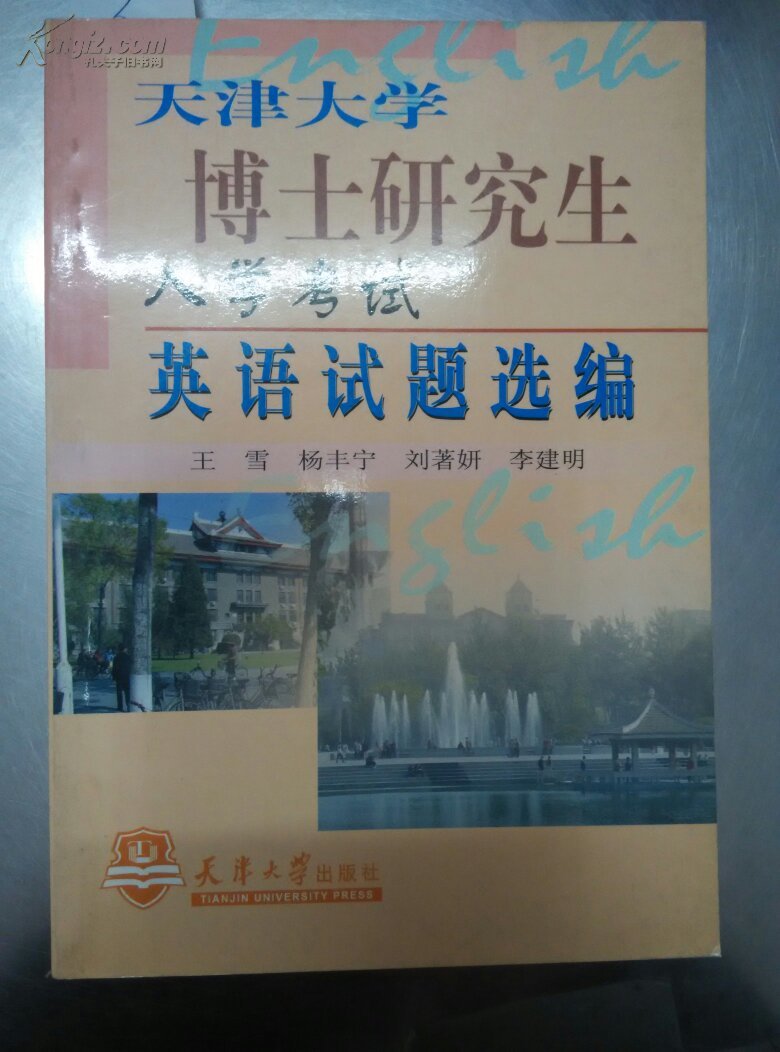 Kongfz.com
孔夫子旧书网
English
天津大学
博士研究生
入学考试
英语试题选编
王雪 杨丰宁 刘著妍 李建明
English
天津大学出版社
TIANJIN UNIVERSITY PRESS